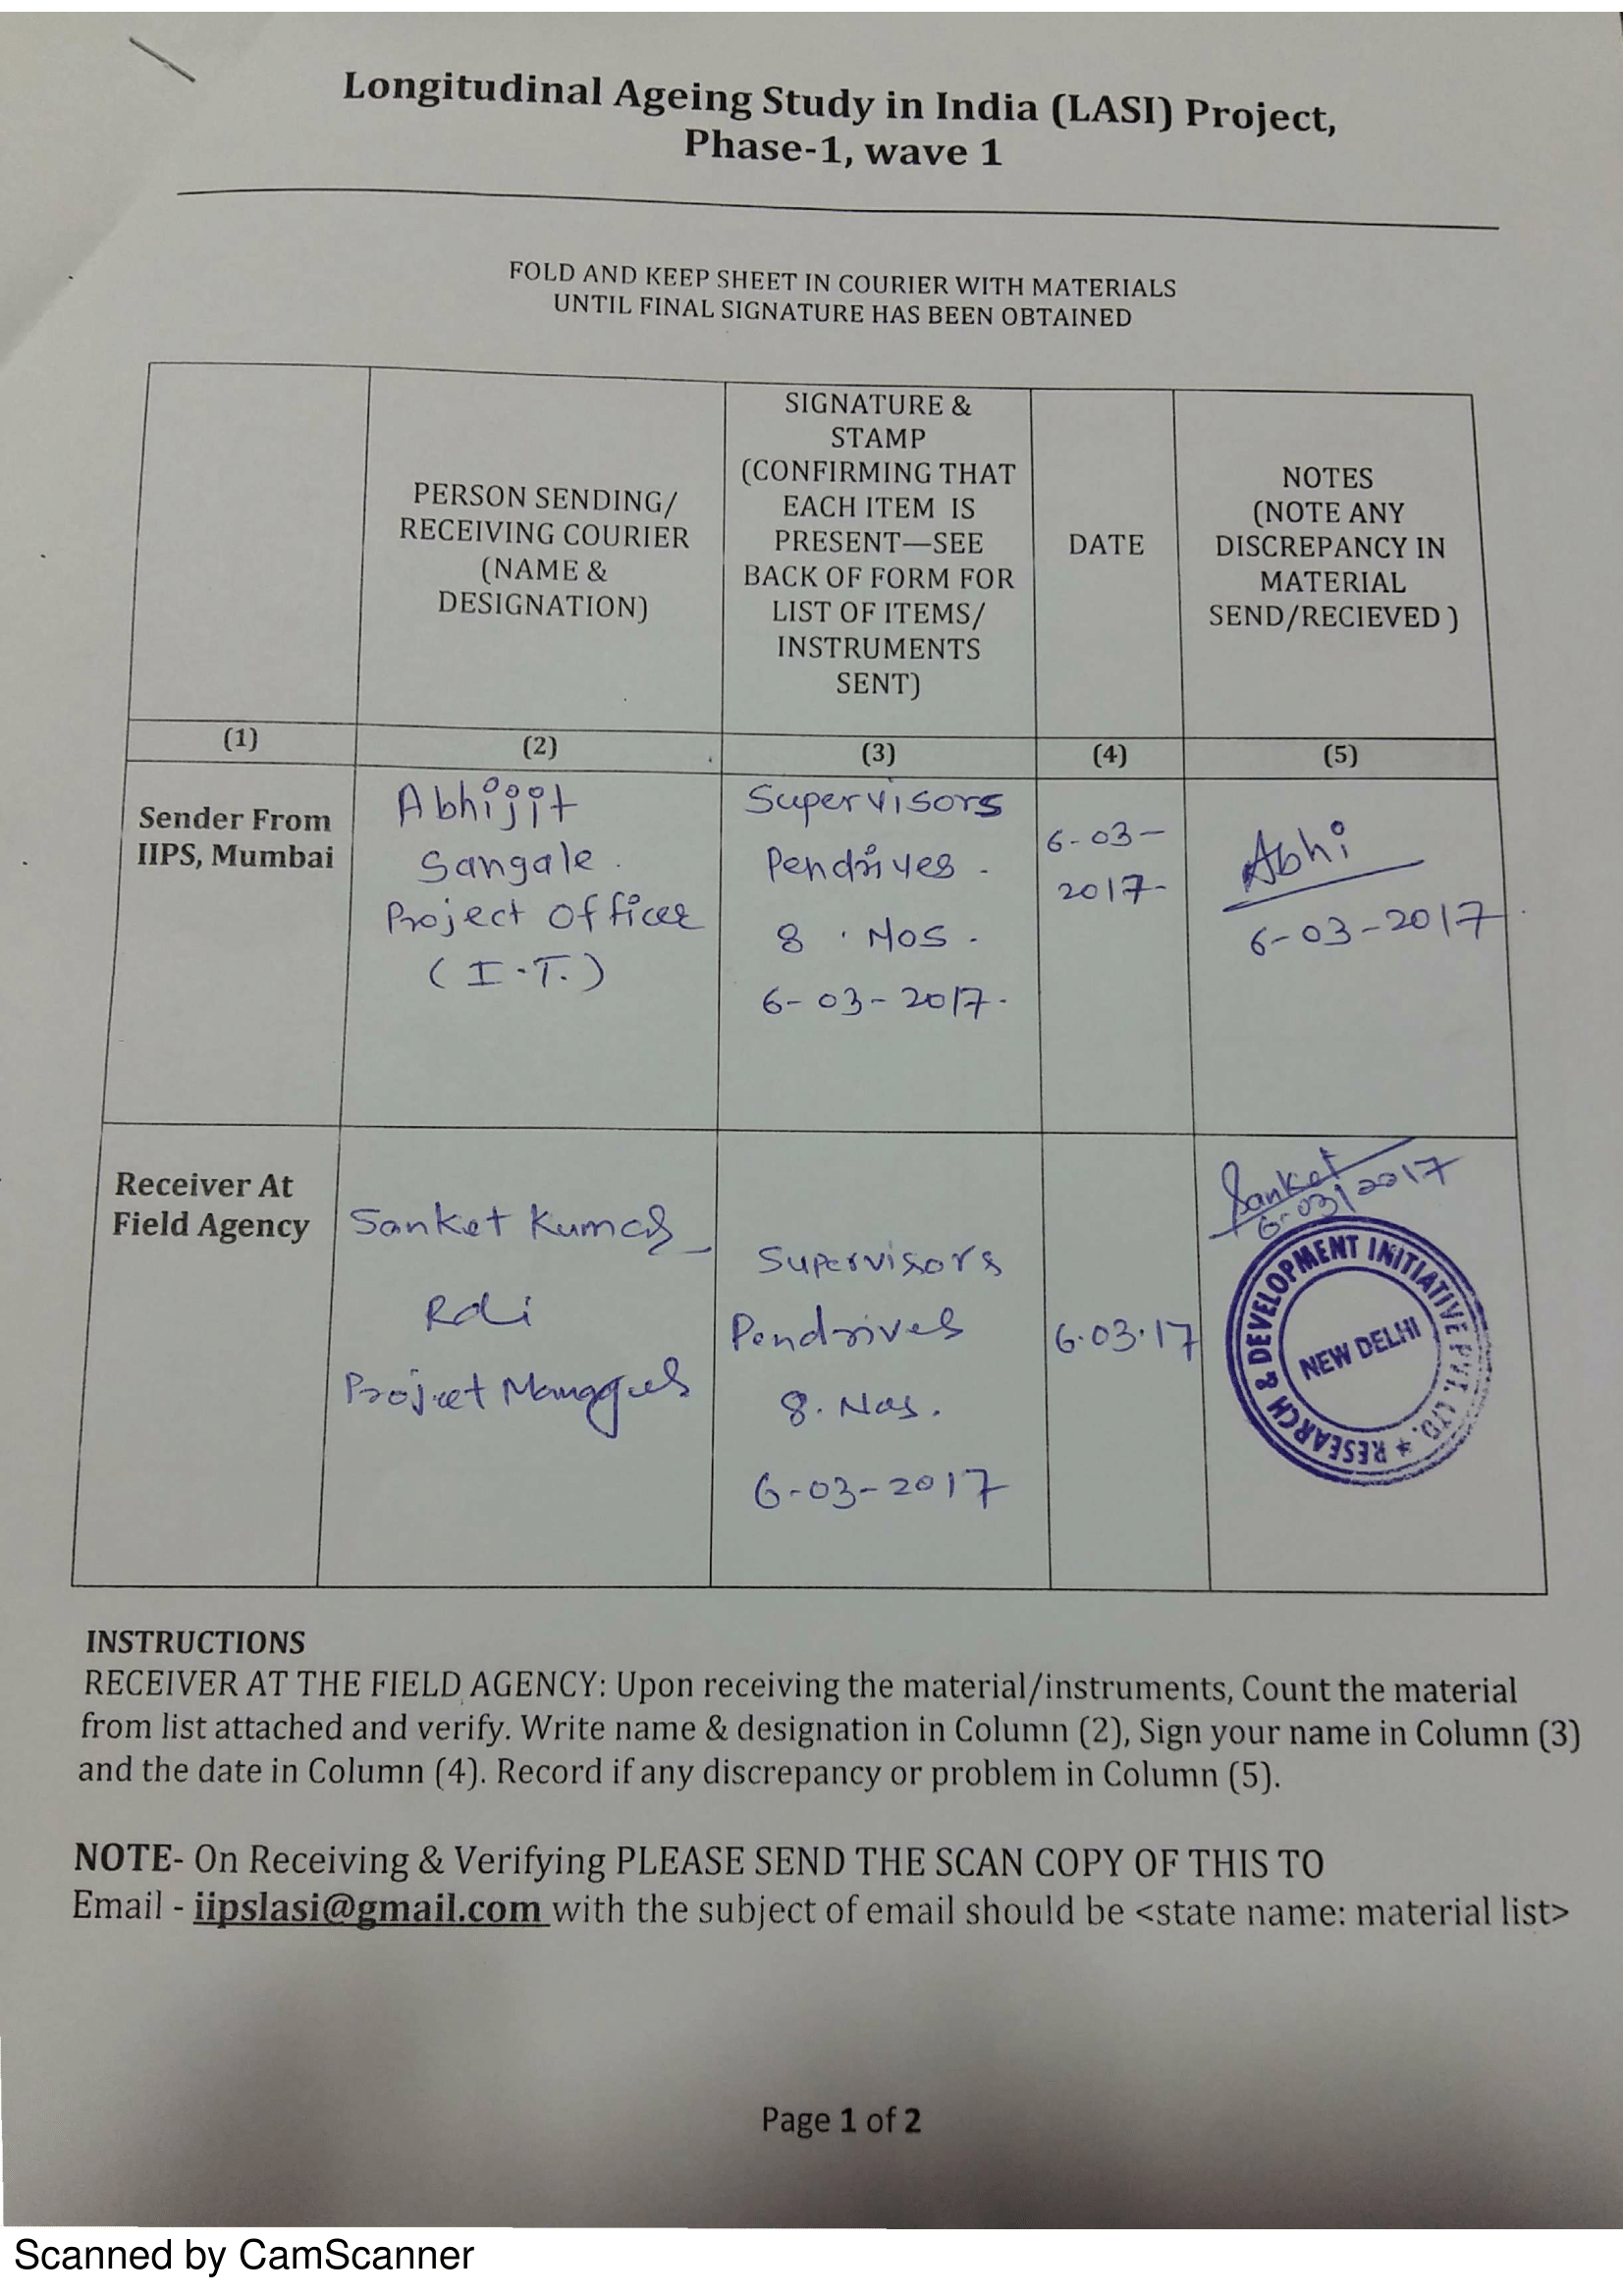 Longitudinal Ageing Study in India (LASI) Project,
Phase-1, wave 1
FOLD AND KEEP SHEET IN COURIER WITH MATERIALS
UNTIL FINAL SIGNATURE HAS BEEN OBTAINED
PERSON SENDING/
RECEIVING COURIER
(NAME &
DESIGNATION)
SIGNATURE &
STAMP
(CONFIRMING THAT
EACH ITEM IS
PRESENT—SEE
BACK OF FORM FOR
LIST OF ITEMS/
INSTRUMENTS
SENT)
DATE
NOTES
(NOTE ANY
DISCREPANCY IN
MATERIAL
SEND/RECIEVED )
(1)
(2)
(3)
(4)
(5)
Sender From
IIPS, Mumbai
Abhijit
Sangale.
Project Officer
(I.T.)
Supervisors
Pendrives -
8 . Nos.
6-03-2017.
6-03-
2017-
Abhi
6-03-2017
Receiver At
Field Agency
Sanket Kumar
Rdi
Project Manager
Supervisors
Pendrives
8. Nos.
6-03-2017
6.03.17
Sanket
6-03/2017
RESEARCH & DEVELOPMENT INITIATIVE PVT. LTD. *
NEW DELHI
INSTRUCTIONS
RECEIVER AT THE FIELD AGENCY: Upon receiving the material/instruments, Count the material
from list attached and verify. Write name & designation in Column (2), Sign your name in Column (3)
and the date in Column (4). Record if any discrepancy or problem in Column (5).
NOTE- On Receiving & Verifying PLEASE SEND THE SCAN COPY OF THIS TO
Email - iipslasi@gmail.com with the subject of email should be <state name: material list>
Page 1 of 2
Scanned by CamScanner